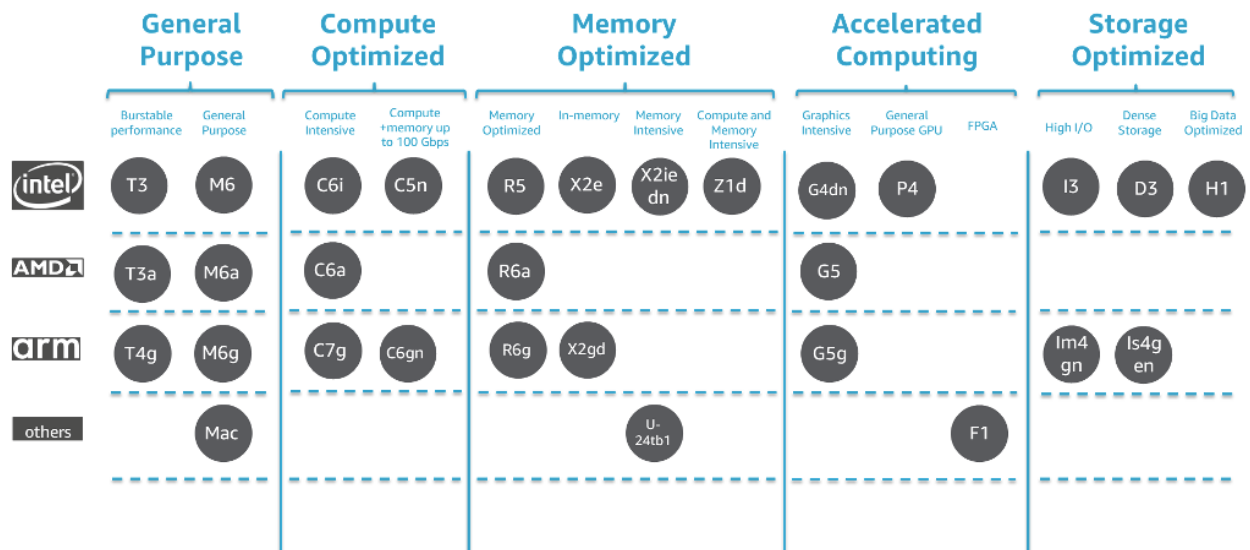 General
Purpose
Compute
Optimized
Memory
Optimized
Accelerated
Computing
Storage
Optimized
Burstable
performance
General
Purpose
Compute
Intensive
Compute
+memory up
to 100 Gbps
Memory
Optimized
In-memory
Memory
Intensive
Compute and
Memory
Intensive
Graphics
Intensive
General
Purpose GPU
FPGA
High I/O
Dense
Storage
Big Data
Optimized
intel
T3
M6
C6i
C5n
R5
X2e
X2ie
dn
Z1d
G4dn
P4
I3
D3
H1
AMD
T3a
M6a
C6a
R6a
G5
arm
T4g
M6g
C7g
C6gn
R6g
X2gd
G5g
Im4
gn
Is4g
en
others
Mac
U-
24tb1
F1